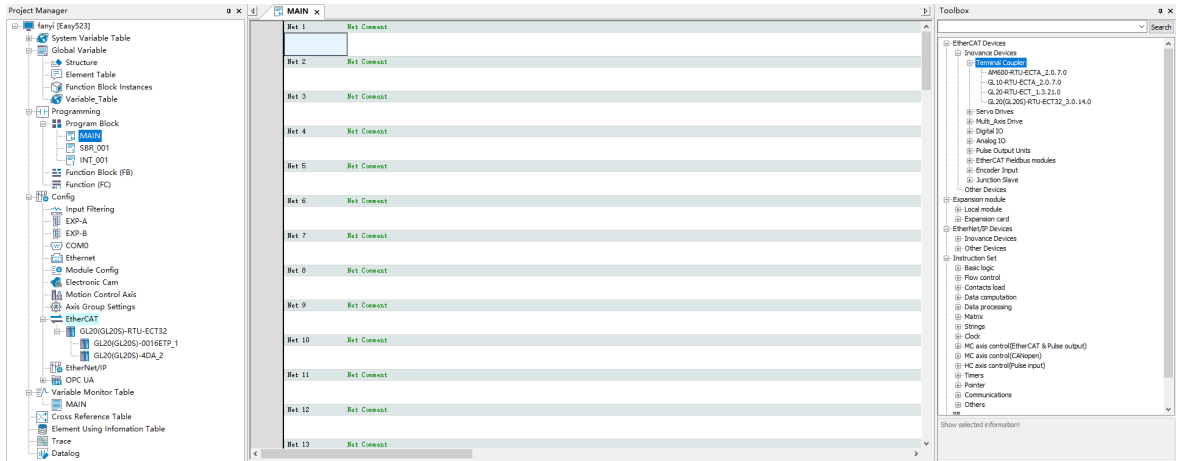 Project Manager
fanyi [Easy523]
System Variable Table
Global Variable
Structure
Element Table
Function Block Instances
Variable_Table
Programming
Program Block
MAIN
SBR_001
INT_001
Function Block (FB)
Function (FC)
Config
Input Filtering
EXP-A
EXP-B
COM0
Ethernet
Module Config
Electronic Cam
Motion Control Axis
Axis Group Settings
EtherCAT
GL20(GL20S)-RTU-ECT32
GL20(GL20S)-0016ETP_1
GL20(GL20S)-4DA_2
EtherNet/IP
OPC UA
Variable Monitor Table
MAIN
Cross Reference Table
Element Using Infomation Table
Trace
Datalog
MAIN
Net 1 Net Comment
Net 2 Net Comment
Net 3 Net Comment
Net 4 Net Comment
Net 5 Net Comment
Net 6 Net Comment
Net 7 Net Comment
Net 8 Net Comment
Net 9 Net Comment
Net 10 Net Comment
Net 11 Net Comment
Net 12 Net Comment
Net 13 Net Comment
Toolbox
Search
EtherCAT Devices
Inovance Devices
Terminal Coupler
AM600-RTU-ECTA_2.0.7.0
GL10-RTU-ECTA_2.0.7.0
GL20-RTU-ECT_1.3.21.0
GL20(GL20S)-RTU-ECT32_3.0.14.0
Servo Drives
Multi_Axis Drive
Digital IO
Analog IO
Pulse Output Units
EtherCAT Fieldbus modules
Encoder Input
Junction Slave
Other Devices
Expansion module
Local module
Expansion card
EtherNet/IP Devices
Inovance Devices
Other Devices
Instruction Set
Basic logic
Flow control
Contacts load
Data computation
Data processing
Matrix
Strings
Clock
MC axis control(EtherCAT & Pulse output)
MC axis control(CANopen)
HC axis control(Pulse input)
Timers
Pointer
Communications
Others
Show selected information!